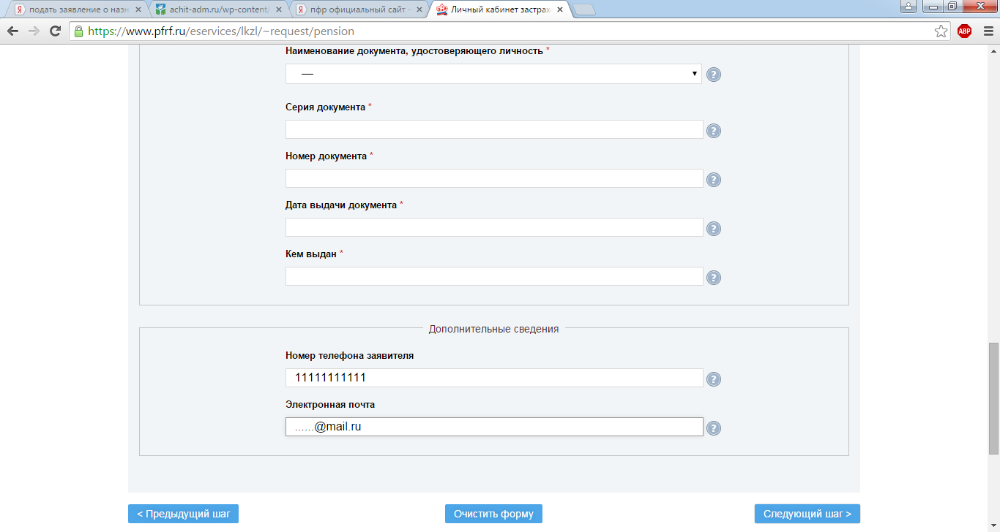 подать заявление о назн
achit-adm.ru/wp-content/
пфр официальный сайт –
Личный кабинет застрах
https://www.pfrf.ru/eservices/lkzl/~request/pension
ABP
Наименование документа, удостоверяющего личность *
—
?
Серия документа *
?
Номер документа *
?
Дата выдачи документа *
?
Кем выдан *
?
Дополнительные сведения
Номер телефона заявителя
11111111111
?
Электронная почта
......@mail.ru
?
< Предыдущий шаг
Очистить форму
Следующий шаг >